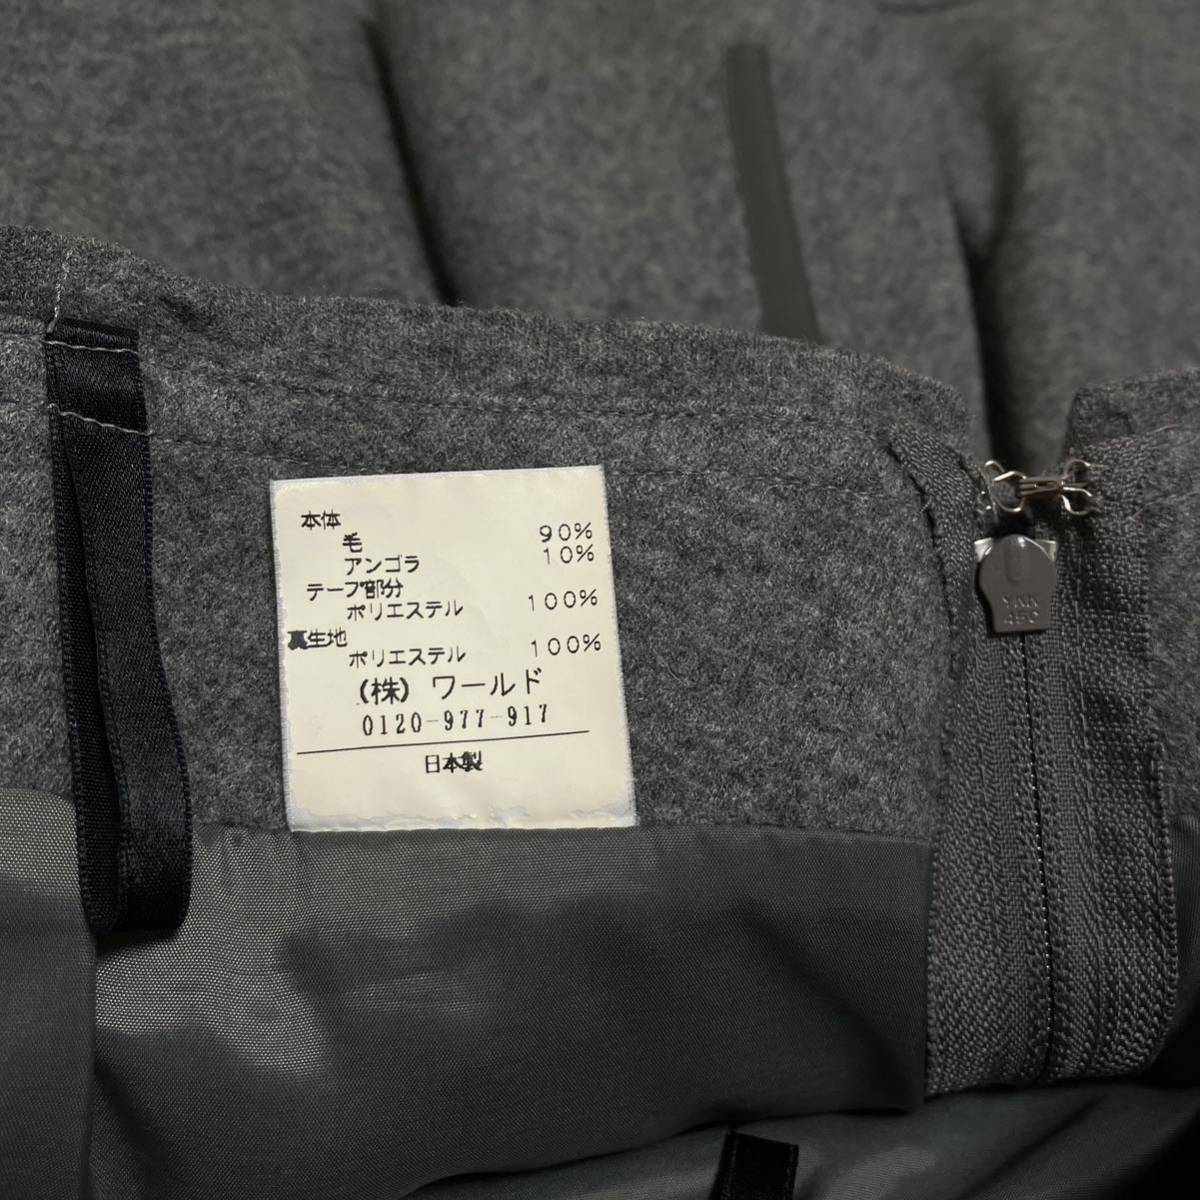 本体
毛 90%
アンゴラ 10%
テープ部分
ポリエステル 100%
裏生地
ポリエステル 100%
(株) ワールド
0120-977-917
日本製